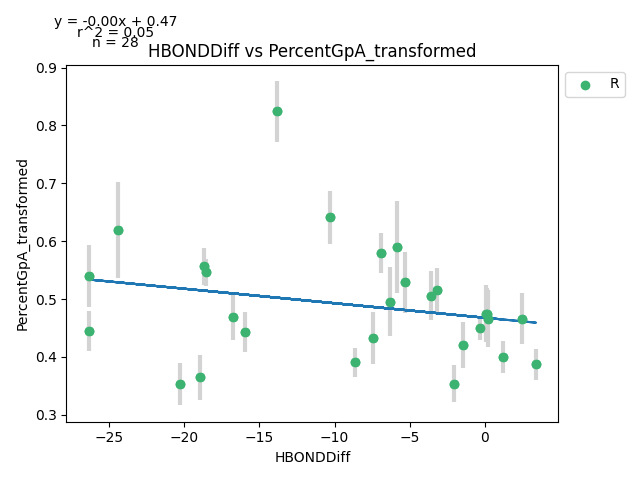 y = -0.00x + 0.47
r^2 = 0.05
n = 28
HBONDDiff vs PercentGpA_transformed
R
0.9
0.8
0.7
0.6
0.5
0.4
0.3
PercentGpA_transformed
−25
−20
−15
−10
−5
0
HBONDDiff